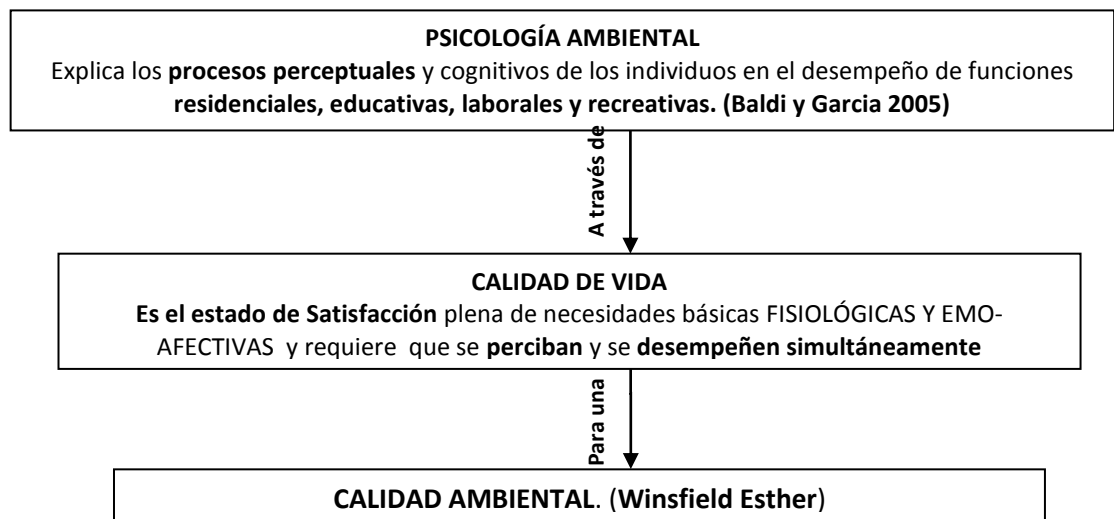 PSICOLOGÍA AMBIENTAL
Explica los procesos perceptuales y cognitivos de los individuos en el desempeño de funciones
residenciales, educativas, laborales y recreativas. (Baldi y Garcia 2005)
A través de
CALIDAD DE VIDA
Es el estado de Satisfacción plena de necesidades básicas FISIOLÓGICAS Y EMO-
AFECTIVAS y requiere que se perciban y se desempeñen simultáneamente
Para una
CALIDAD AMBIENTAL. (Winsfield Esther)